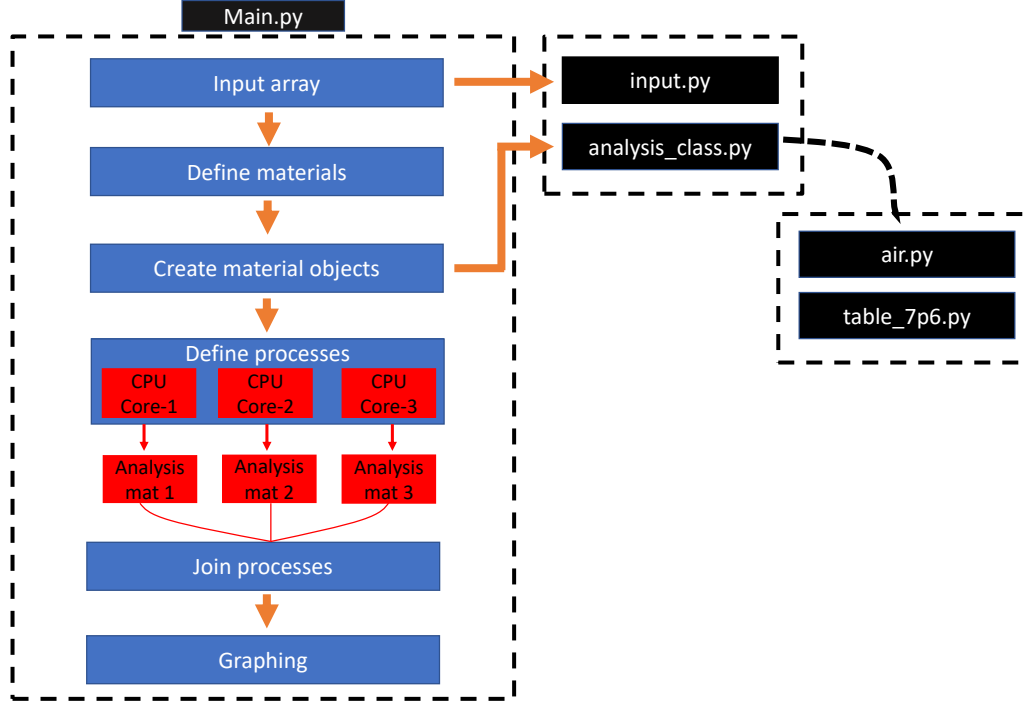 Main.py
Input array
Define materials
Create material objects
Define processes
CPU
Core-1
CPU
Core-2
CPU
Core-3
Analysis
mat 1
Analysis
mat 2
Analysis
mat 3
Join processes
Graphing
input.py
analysis_class.py
air.py
table_7p6.py